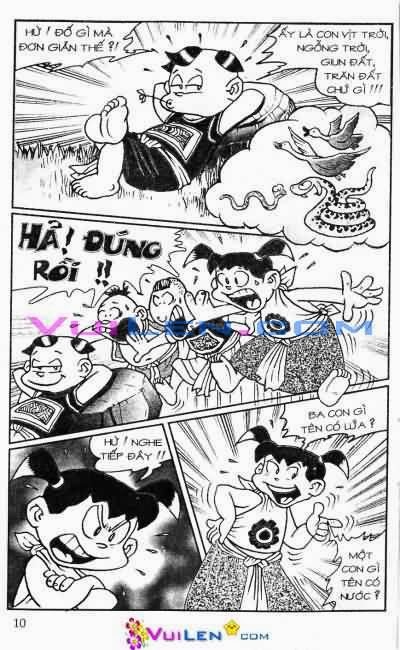 HỪ ! ĐỐ GÌ MÀ
ĐƠN GIẢN THẾ ?!
ẤY LÀ CON VỊT TRỜI,
NGỖNG TRỜI,
GIUN ĐẤT,
TRĂN ĐẤT
CHỨ GÌ !!!
HẢ! ĐÚNG
RỒI !!
VUILEN.COM
HỪ ! NGHE
TIẾP ĐÂY !!
BA CON GÌ
TÊN CÓ LỬA ?
MỘT
CON GÌ
TÊN CÓ
NƯỚC ?
10
VUILEN COM